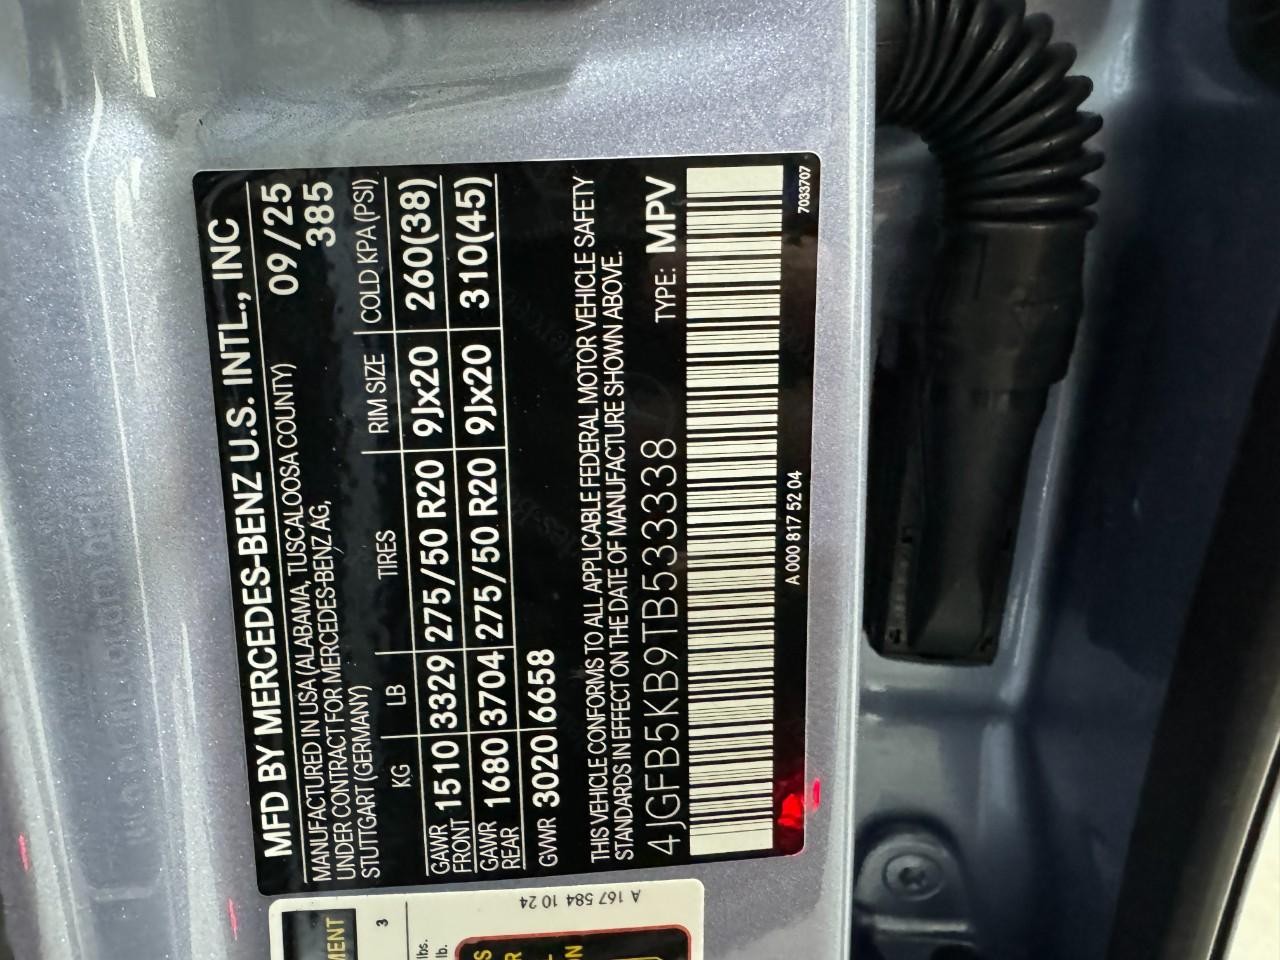 MFD BY MERCEDES-BENZ U.S. INTL., INC
MANUFACTURED IN USA (ALABAMA, TUSCALOOSA COUNTY) 09/25
UNDER CONTRACT FOR MERCEDES-BENZ AG, 385
STUTTGART (GERMANY)
KG LB TIRES RIM SIZE COLD KPA (PSI)
GAWR FRONT 1510 3329 275/50 R20 9Jx20 260(38)
GAWR REAR 1680 3704 275/50 R20 9Jx20 310(45)
GVWR 3020 6658
THIS VEHICLE CONFORMS TO ALL APPLICABLE FEDERAL MOTOR VEHICLE SAFETY
STANDARDS IN EFFECT ON THE DATE OF MANUFACTURE SHOWN ABOVE.
4JGFB5KB9TB533338 TYPE: MPV
A 000 817 52 04 7033707
A 167 584 10 24
3
lbs.
lb.